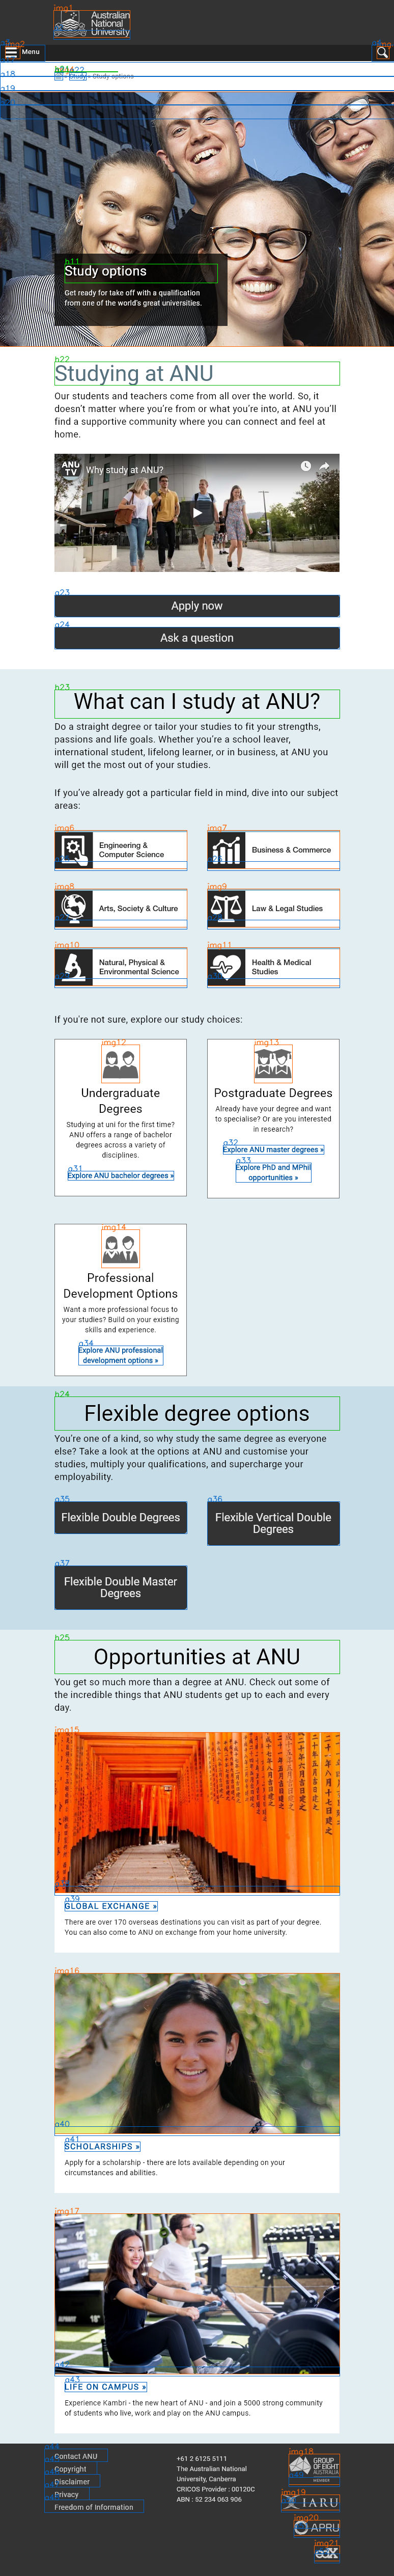 Australian
National
University
Menu
Study › Study options
Study options
Get ready for take off with a qualification
from one of the world's great universities.
Studying at ANU
Our students and teachers come from all over the world. So, it
doesn't matter where you're from or what you're into, at ANU you'll
find a supportive community where you can connect and feel at
home.
ANU
TV
Why study at ANU?
a23
Apply now
a24
Ask a question
h23
What can I study at ANU?
Do a straight degree or tailor your studies to fit your strengths,
passions and life goals. Whether you're a school leaver,
international student, lifelong learner, or in business, at ANU you
will get the most out of your studies.
If you've already got a particular field in mind, dive into our subject
areas:
img6 img7
Engineering &
Computer Science
Business & Commerce
img8 img9
Arts, Society & Culture
Law & Legal Studies
img10 img11
Natural, Physical &
Environmental Science
Health & Medical
Studies
If you're not sure, explore our study choices:
img12
Undergraduate
Degrees
Studying at uni for the first time?
ANU offers a range of bachelor
degrees across a variety of
disciplines.
a31
Explore ANU bachelor degrees »
img13
Postgraduate Degrees
Already have your degree and want
to specialise? Or are you interested
in research?
a32
Explore ANU master degrees »
a33
Explore PhD and MPhil
opportunities »
img14
Professional
Development Options
Want a more professional focus to
your studies? Build on your existing
skills and experience.
a34
Explore ANU professional
development options »
h24
Flexible degree options
You're one of a kind, so why study the same degree as everyone
else? Take a look at the options at ANU and customise your
studies, multiply your qualifications, and supercharge your
employability.
a35 a36
Flexible Double Degrees
Flexible Vertical Double
Degrees
a37
Flexible Double Master
Degrees
h25
Opportunities at ANU
You get so much more than a degree at ANU. Check out some of
the incredible things that ANU students get up to each and every
day.
img15
a39
GLOBAL EXCHANGE »
There are over 170 overseas destinations you can visit as part of your degree.
You can also come to ANU on exchange from your home university.
img16
a40
a41
SCHOLARSHIPS »
Apply for a scholarship - there are lots available depending on your
circumstances and abilities.
img17
a43
LIFE ON CAMPUS »
Experience Kambri - the new heart of ANU - and join a 5000 strong community
of students who live, work and play on the ANU campus.
Contact ANU
Copyright
Disclaimer
Privacy
Freedom of Information
+61 2 6125 5111
The Australian National
University, Canberra
CRICOS Provider : 00120C
ABN : 52 234 063 906
img18
GROUP
OF EIGHT
AUSTRALIA
MEMBER
img19
IARU
img20
APRU
img21
edX